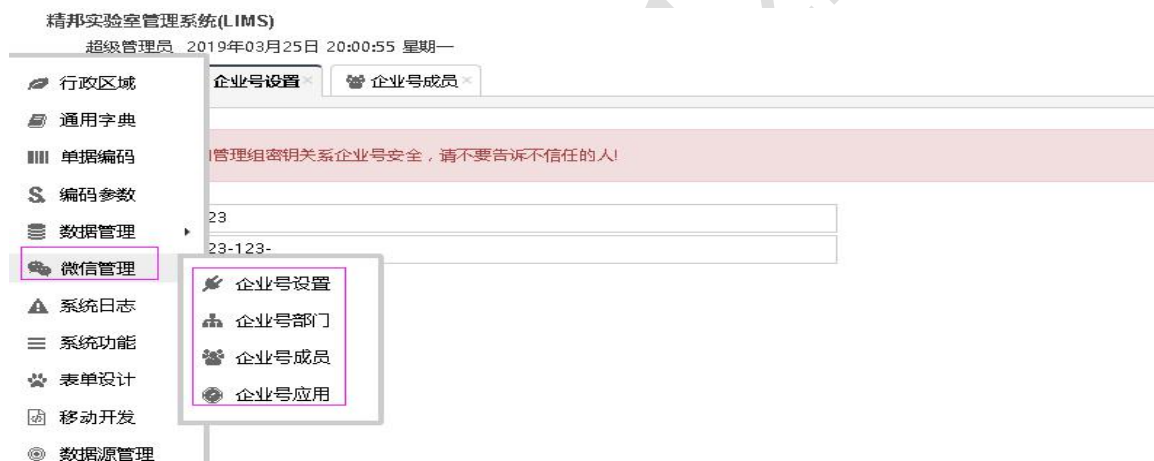 精邦实验室管理系统(LIMS)
超级管理员 2019年03月25日 20:00:55 星期一
行政区域
企业号设置 企业号成员
通用字典
单据编码
管理组密钥关系企业号安全，请不要告诉不信任的人!
编码参数
23
数据管理
23-123-
微信管理
企业号设置
系统日志
企业号部门
系统功能
企业号成员
表单设计
企业号应用
移动开发
数据源管理